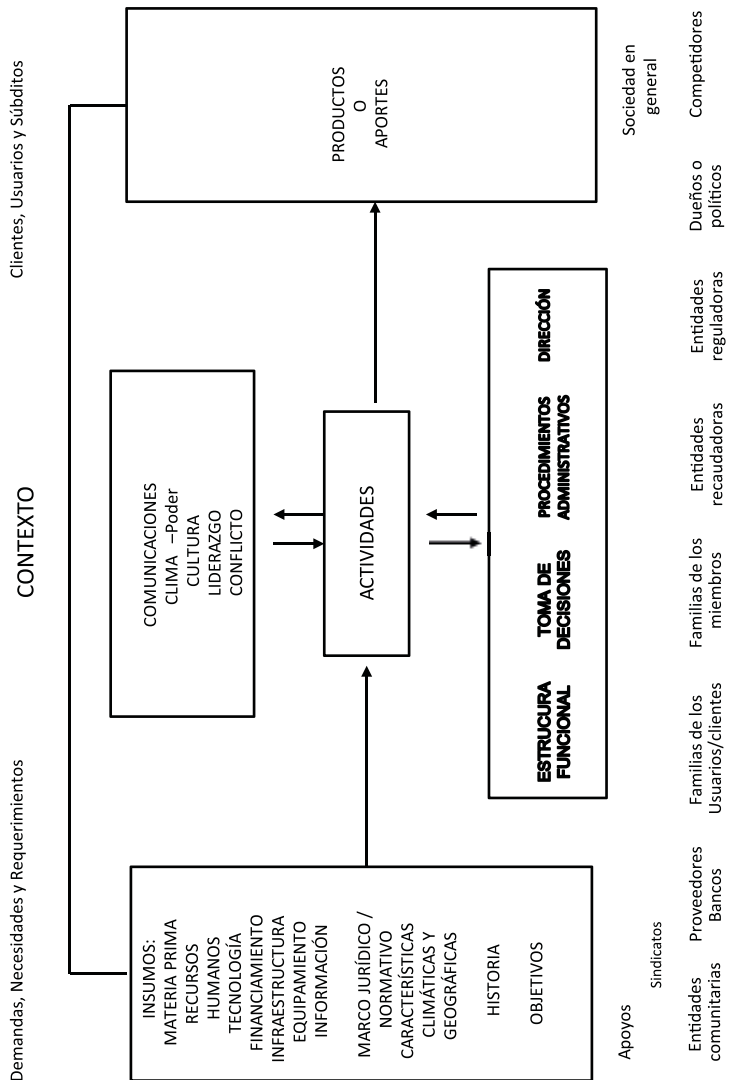 CONTEXTO
Demandas, Necesidades y Requerimientos
Clientes, Usuarios y Súbditos
INSUMOS:
MATERIA PRIMA
RECURSOS
HUMANOS
TECNOLOGÍA
FINANCIAMIENTO
INFRAESTRUCTURA
EQUIPAMIENTO
INFORMACIÓN
MARCO JURÍDICO /
NORMATIVO
CARACTERÍSTICAS
CLIMÁTICAS Y
GEOGRÁFICAS
HISTORIA
OBJETIVOS
COMUNICACIONES
CLIMA –Poder
CULTURA
LIDERAZGO
CONFLICTO
ACTIVIDADES
ESTRUCURA
FUNCIONAL
TOMA DE
DECISIONES
PROCEDIMIENTOS
ADMINISTRATIVOS
DIRECCIÓN
PRODUCTOS
O
APORTES
Apoyos
Sindicatos
Sociedad en
general
Entidades
comunitarias
Proveedores
Bancos
Familias de los
Usuarios/clientes
Familias de los
miembros
Entidades
recaudadoras
Entidades
reguladoras
Dueños o
políticos
Competidores